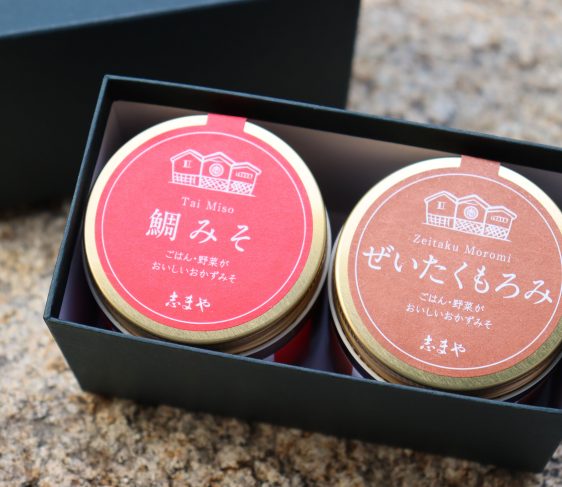 Tai Miso
鯛みそ
ごはん・野菜が
おいしいおかずみそ
志まや
Zeitaku Moromi
ぜいたくもろみ
ごはん・野菜が
おいしいおかずみそ
志まや